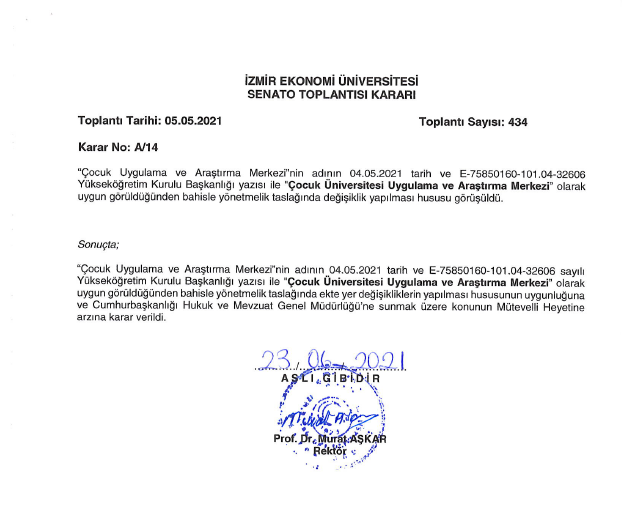 İZMİR EKONOMİ ÜNİVERSİTESİ
SENATO TOPLANTISI KARARI
Toplantı Tarihi: 05.05.2021 Toplantı Sayısı: 434
Karar No: A/14
“Çocuk Uygulama ve Araştırma Merkezi”nin adının 04.05.2021 tarih ve E-75850160-101.04-32606
Yükseköğretim Kurulu Başkanlığı yazısı ile “Çocuk Üniversitesi Uygulama ve Araştırma Merkezi” olarak
uygun görüldüğünden bahisle yönetmelik taslağında değişiklik yapılması hususu görüşüldü.
Sonuçta;
“Çocuk Uygulama ve Araştırma Merkezi”nin adının 04.05.2021 tarih ve E-75850160-101.04-32606 sayılı
Yükseköğretim Kurulu Başkanlığı yazısı ile “Çocuk Üniversitesi Uygulama ve Araştırma Merkezi” olarak
uygun görüldüğünden bahisle yönetmelik taslağında ekte yer değişikliklerin yapılması hususunun uygunluğuna
ve Cumhurbaşkanlığı Hukuk ve Mevzuat Genel Müdürlüğü’ne sunmak üzere konunun Mütevelli Heyetine
arzına karar verildi.
23/06/2021
ASLI GİBİDİR
Prof. Dr. Murat AŞKAR
Rektör